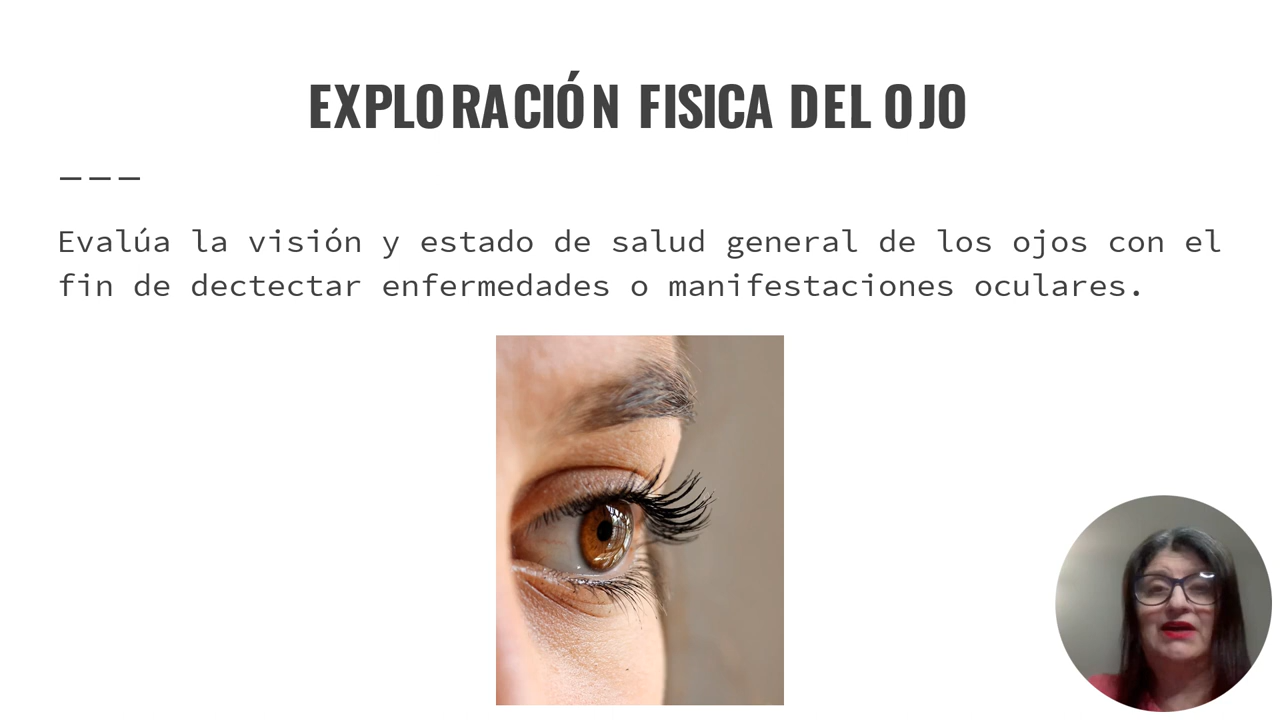 EXPLORACIÓN FISICA DEL OJO
Evalúa la visión y estado de salud general de los ojos con el
fin de dectectar enfermedades o manifestaciones oculares.